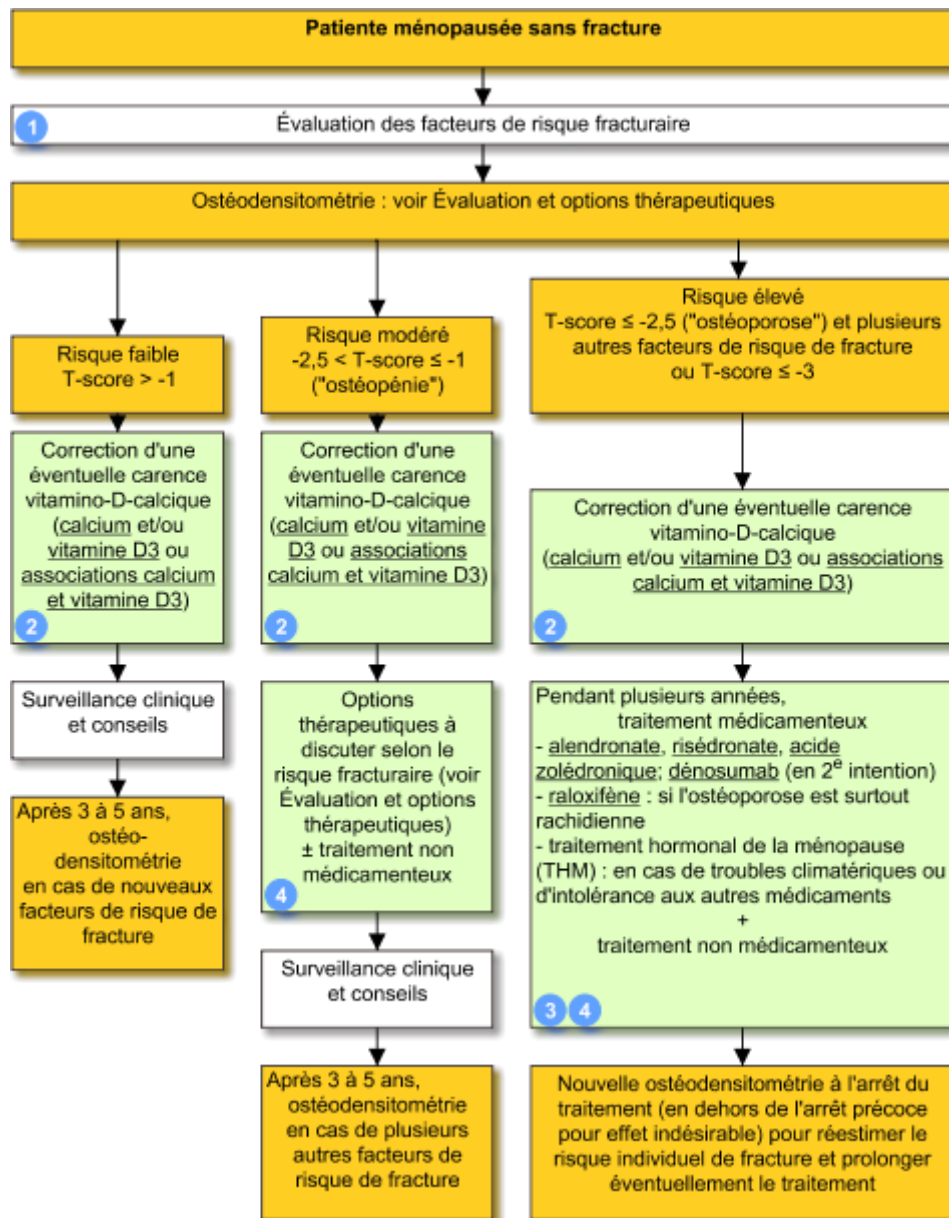 Patiente ménopausée sans fracture
1
Évaluation des facteurs de risque fracturaire
Ostéodensitométrie : voir Évaluation et options thérapeutiques
Risque faible
T-score > -1
Correction d'une
éventuelle carence
vitamino-D-calcique
(calcium et/ou
vitamine D3 ou
associations calcium
et vitamine D3)
2
Surveillance clinique
et conseils
Après 3 à 5 ans,
ostéo-
densitométrie
en cas de nouveaux
facteurs de risque de
fracture
Risque modéré
-2,5 < T-score ≤ -1
("ostéopénie")
Correction d'une
éventuelle carence
vitamino-D-calcique
(calcium et/ou vitamine
D3 ou associations
calcium et vitamine D3)
2
Options
thérapeutiques à
discuter selon le
risque fracturaire (voir
Évaluation et options
thérapeutiques)
± traitement non
médicamenteux
4
Surveillance clinique
et conseils
Après 3 à 5 ans,
ostéodensitométrie
en cas de plusieurs
autres facteurs de
risque de fracture
Risque élevé
T-score ≤ -2,5 ("ostéoporose") et plusieurs
autres facteurs de risque de fracture
ou T-score ≤ -3
Correction d'une éventuelle carence
vitamino-D-calcique
(calcium et/ou vitamine D3 ou associations
calcium et vitamine D3)
2
Pendant plusieurs années,
traitement médicamenteux
- alendronate, risédronate, acide
zolédronique; dénosumab (en 2e intention)
- raloxifène : si l'ostéoporose est surtout
rachidienne
- traitement hormonal de la ménopause
(THM) : en cas de troubles climatériques ou
d'intolérance aux autres médicaments
+
traitement non médicamenteux
3 4
Nouvelle ostéodensitométrie à l'arrêt du
traitement (en dehors de l'arrêt précoce
pour effet indésirable) pour réestimer le
risque individuel de fracture et prolonger
éventuellement le traitement